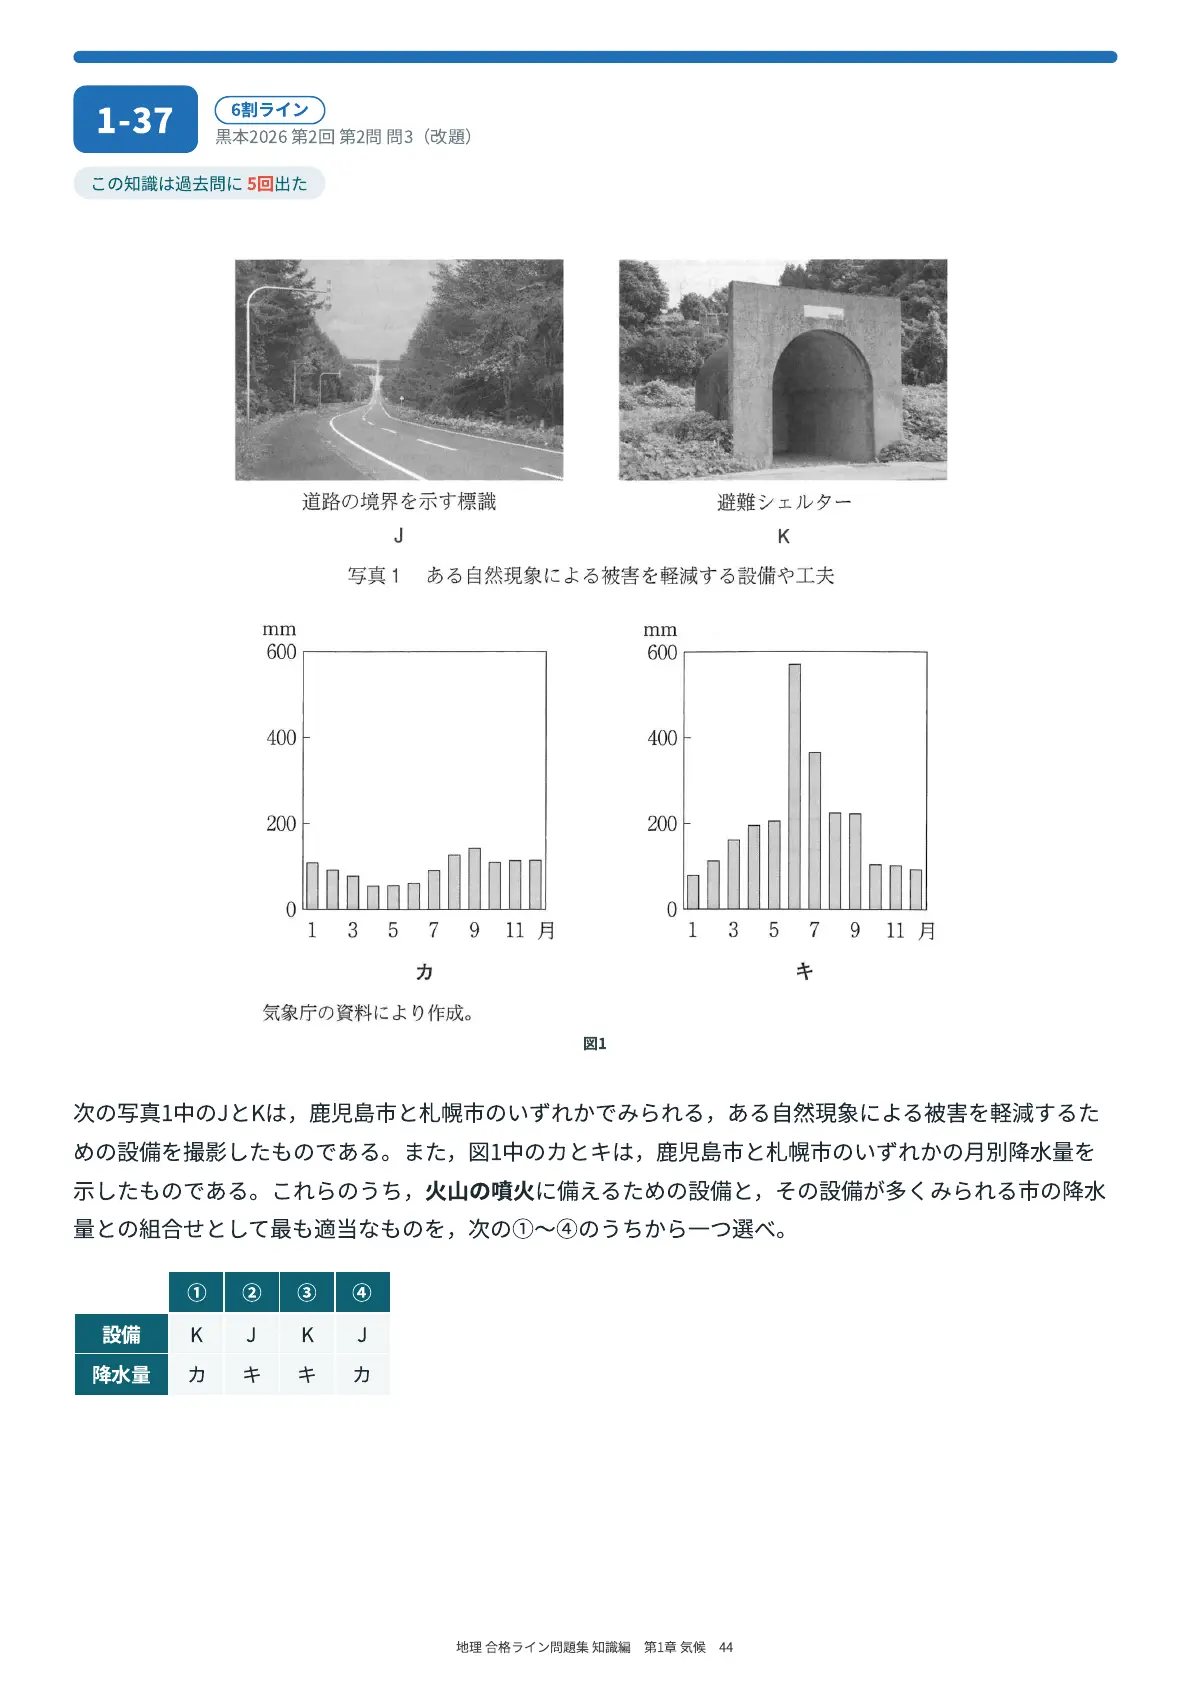 1-37
6割ライン
黒本2026 第2回 第2問 問3（改題）
この知識は過去問に 5回出た
道路の境界を示す標識
避難シェルター
J
K
写真1　ある自然現象による被害を軽減する設備や工夫
mm
600
400
200
0
1 3 5 7 9 11 月
カ
mm
600
400
200
0
1 3 5 7 9 11 月
キ
気象庁の資料により作成。
図1
次の写真1中のJとKは，鹿児島市と札幌市のいずれかでみられる，ある自然現象による被害を軽減するた
めの設備を撮影したものである。また，図1中のカとキは，鹿児島市と札幌市のいずれかの月別降水量を
示したものである。これらのうち，火山の噴火に備えるための設備と，その設備が多くみられる市の降水
量との組合せとして最も適当なものを，次の①～④のうちから一つ選べ。
① ② ③ ④
設備 K J K J
降水量 カ キ キ カ
地理 合格ライン問題集 知識編　第1章 気候　44